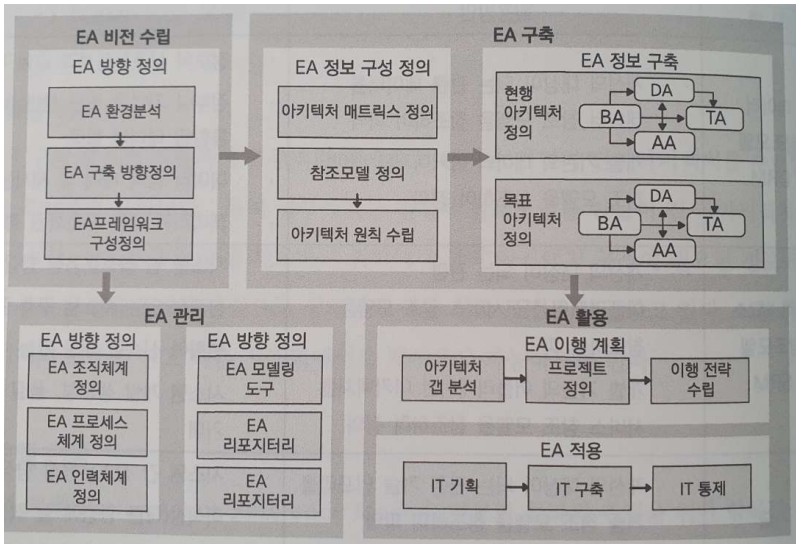 EA 비전 수립
EA 방향 정의
EA 환경분석
EA 구축 방향정의
EA프레임워크
구성정의
EA 구축
EA 정보 구성 정의
아키텍처 매트릭스 정의
참조모델 정의
아키텍처 원칙 수립
EA 정보 구축
현행
아키텍처
정의
BA
DA
AA
TA
목표
아키텍처
정의
BA
DA
AA
TA
EA 관리
EA 방향 정의
EA 조직체계
정의
EA 프로세스
체계 정의
EA 인력체계
정의
EA 방향 정의
EA 모델링
도구
EA
리포지터리
EA
리포지터리
EA 활용
EA 이행 계획
아키텍처
갭 분석
프로젝트
정의
이행 전략
수립
EA 적용
IT 기획
IT 구축
IT 통제